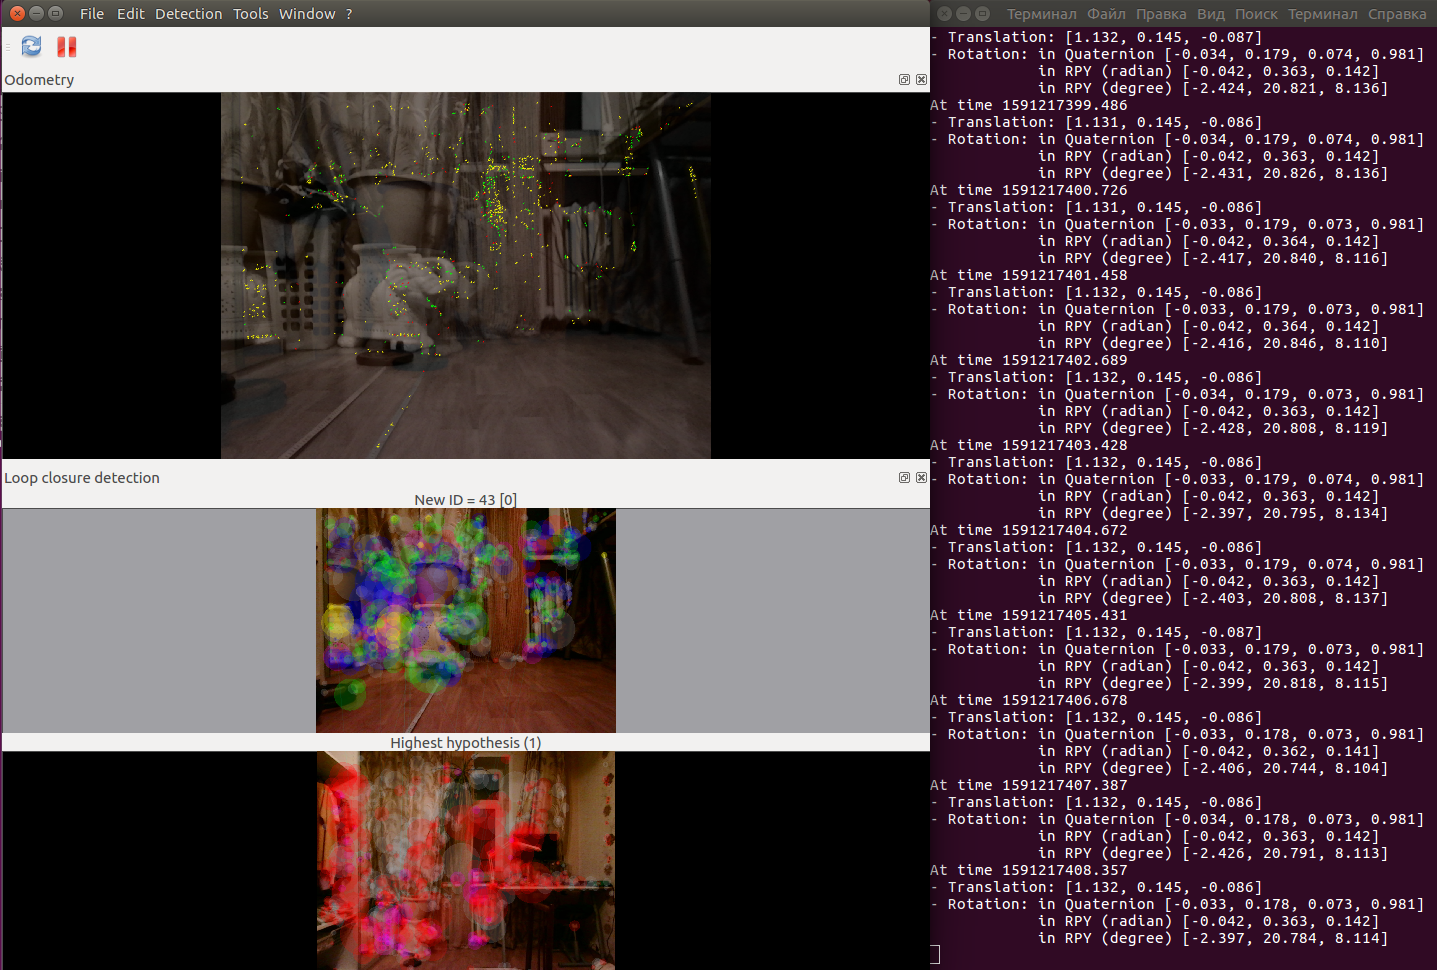 File Edit Detection Tools Window ?
Odometry
Loop closure detection
New ID = 43 [0]
Highest hypothesis (1)
Терминал Файл Правка Вид Поиск Терминал Справка
- Translation: [1.132, 0.145, -0.087]
- Rotation: in Quaternion [-0.034, 0.179, 0.074, 0.981]
in RPY (radian) [-0.042, 0.363, 0.142]
in RPY (degree) [-2.424, 20.821, 8.136]
At time 1591217399.486
- Translation: [1.131, 0.145, -0.086]
- Rotation: in Quaternion [-0.034, 0.179, 0.074, 0.981]
in RPY (radian) [-0.042, 0.363, 0.142]
in RPY (degree) [-2.431, 20.826, 8.136]
At time 1591217400.726
- Translation: [1.131, 0.145, -0.086]
- Rotation: in Quaternion [-0.033, 0.179, 0.073, 0.981]
in RPY (radian) [-0.042, 0.364, 0.142]
in RPY (degree) [-2.417, 20.840, 8.116]
At time 1591217401.458
- Translation: [1.132, 0.145, -0.086]
- Rotation: in Quaternion [-0.033, 0.179, 0.073, 0.981]
in RPY (radian) [-0.042, 0.364, 0.142]
in RPY (degree) [-2.416, 20.846, 8.110]
At time 1591217402.689
- Translation: [1.132, 0.145, -0.086]
- Rotation: in Quaternion [-0.034, 0.179, 0.073, 0.981]
in RPY (radian) [-0.042, 0.363, 0.142]
in RPY (degree) [-2.428, 20.808, 8.119]
At time 1591217403.428
- Translation: [1.132, 0.145, -0.086]
- Rotation: in Quaternion [-0.033, 0.179, 0.074, 0.981]
in RPY (radian) [-0.042, 0.363, 0.142]
in RPY (degree) [-2.397, 20.795, 8.134]
At time 1591217404.672
- Translation: [1.132, 0.145, -0.086]
- Rotation: in Quaternion [-0.033, 0.179, 0.074, 0.981]
in RPY (radian) [-0.042, 0.363, 0.142]
in RPY (degree) [-2.403, 20.808, 8.137]
At time 1591217405.431
- Translation: [1.132, 0.145, -0.087]
- Rotation: in Quaternion [-0.033, 0.179, 0.073, 0.981]
in RPY (radian) [-0.042, 0.363, 0.142]
in RPY (degree) [-2.399, 20.818, 8.115]
At time 1591217406.678
- Translation: [1.132, 0.145, -0.086]
- Rotation: in Quaternion [-0.033, 0.178, 0.073, 0.981]
in RPY (radian) [-0.042, 0.362, 0.141]
in RPY (degree) [-2.406, 20.744, 8.104]
At time 1591217407.387
- Translation: [1.132, 0.145, -0.086]
- Rotation: in Quaternion [-0.034, 0.178, 0.073, 0.981]
in RPY (radian) [-0.042, 0.363, 0.142]
in RPY (degree) [-2.426, 20.791, 8.113]
At time 1591217408.357
- Translation: [1.132, 0.145, -0.086]
- Rotation: in Quaternion [-0.033, 0.178, 0.073, 0.981]
in RPY (radian) [-0.042, 0.363, 0.142]
in RPY (degree) [-2.397, 20.784, 8.114]